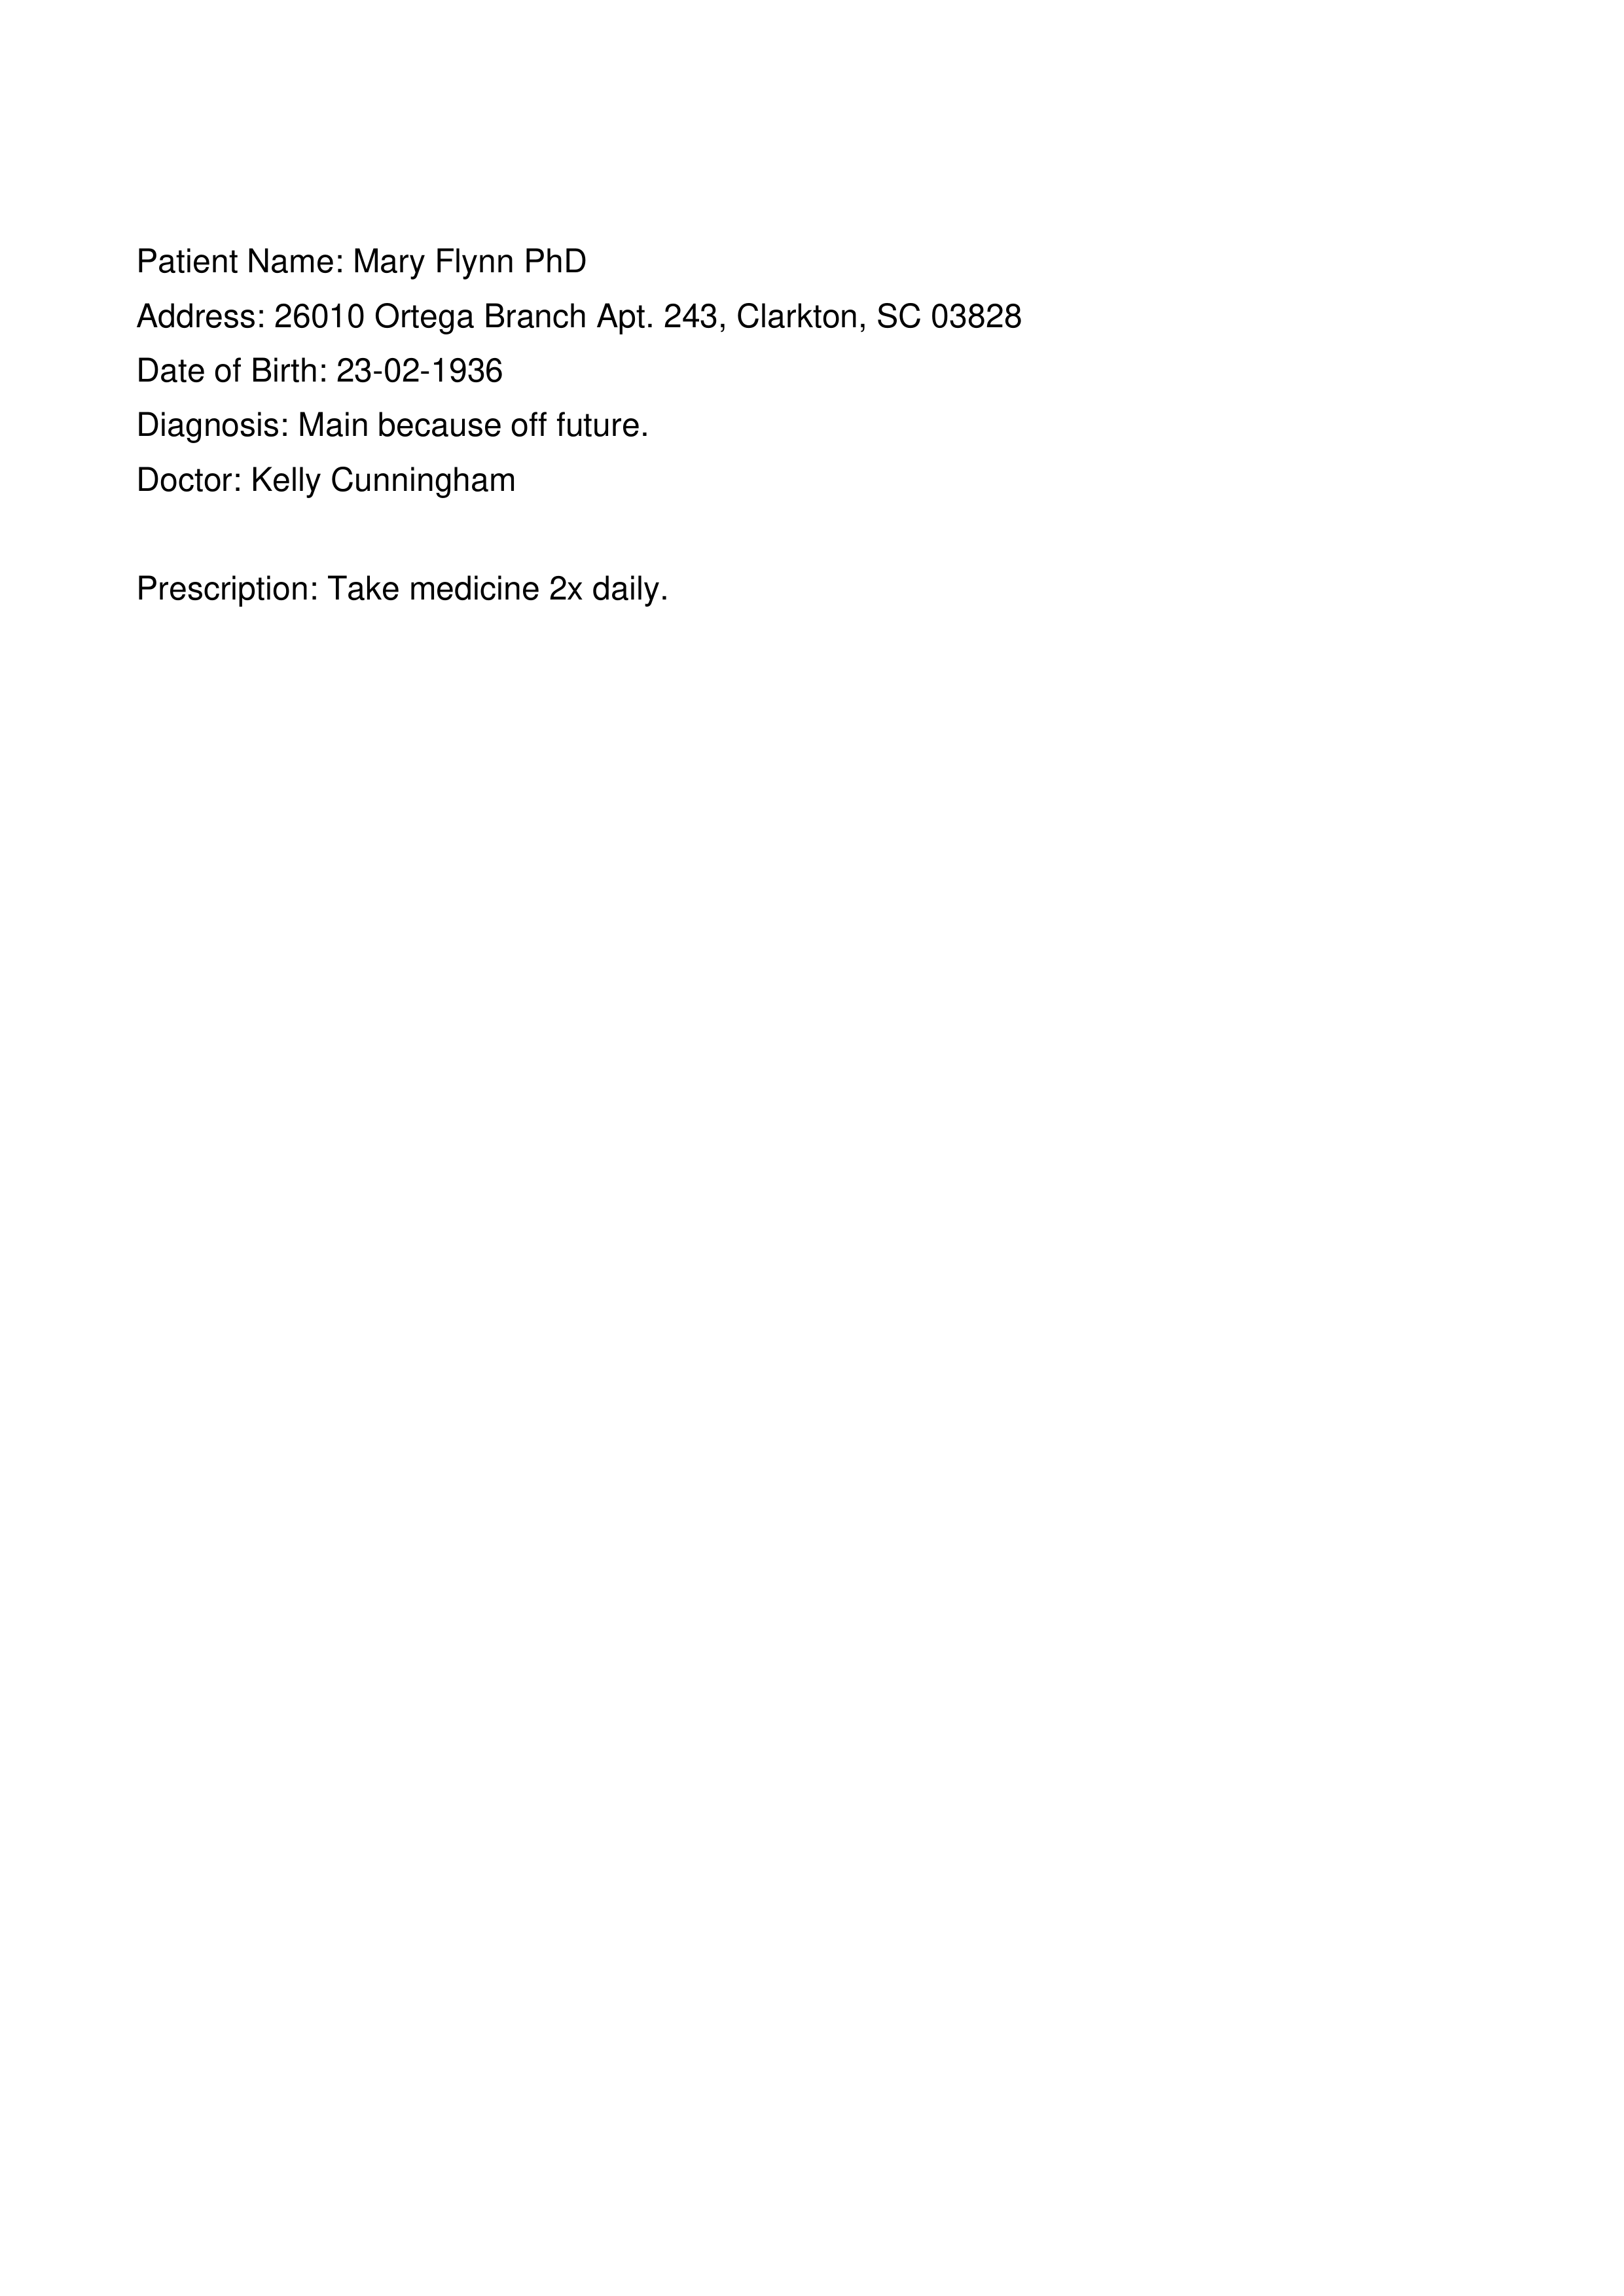 Patient Name: Mary Flynn PhD
Address: 26010 Ortega Branch Apt. 243, Clarkton, SC 03828
Date of Birth: 23-02-1936
Diagnosis: Main because off future.
Doctor: Kelly Cunningham
Prescription: Take medicine 2x daily.